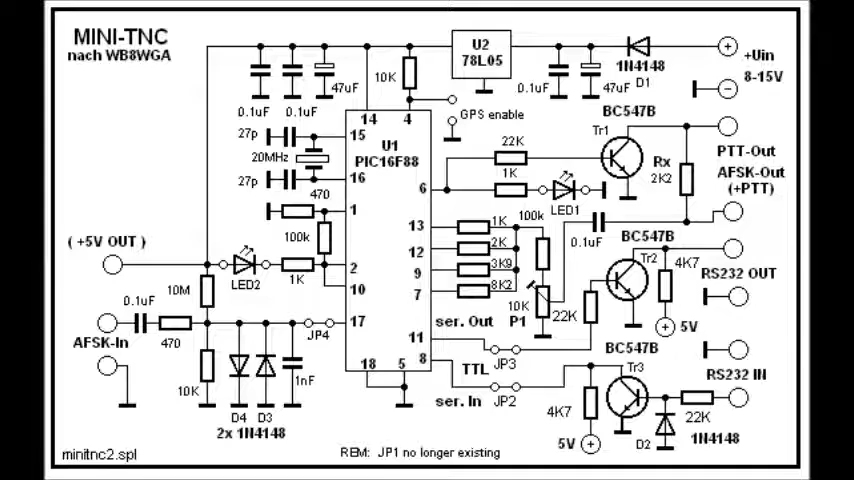 MINI-TNC
nach WB8WGA
U2
78L05
1N4148
D1
+Uin
8-15V
0.1uF
0.1uF
47uF
10K
0.1uF
47uF
GPS enable
BC547B
Tr1
PTT-Out
AFSK-Out
(+PTT)
Rx
2K2
27p
20MHz
27p
14
4
15
U1
PIC16F88
16
6
22K
1K
LED1
470
1
100k
2
10
13
12
9
7
1K
2K
3K9
8K2
100k
0.1uF
10K
P1
BC547B
Tr2
4K7
5V
RS232 OUT
( +5V OUT )
LED2
1K
10M
0.1uF
AFSK-In
470
JP4
17
ser. Out
22K
11
8
TTL
JP3
ser. In
JP2
BC547B
Tr3
RS232 IN
22K
1N4148
D2
4K7
5V
10K
D4
D3
2x 1N4148
1nF
18
5
minitnc2.spl
REM: JP1 no longer existing